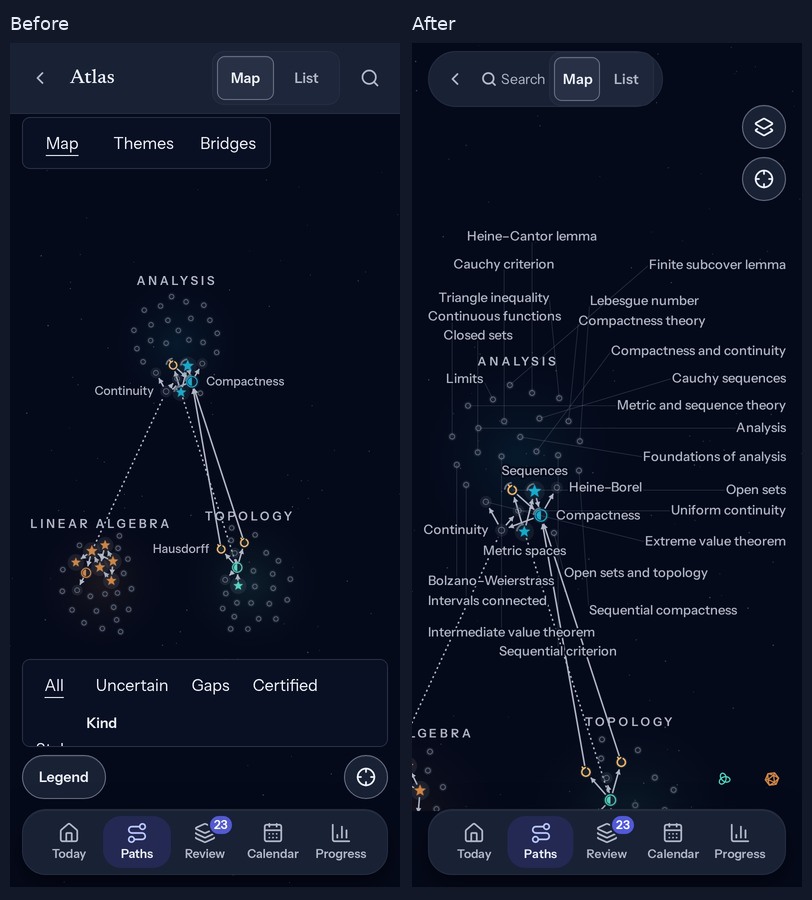 Before
Atlas
Map
List
Map
Themes
Bridges
ANALYSIS
Continuity
Compactness
LINEAR ALGEBRA
TOPOLOGY
Hausdorff
All
Uncertain
Gaps
Certified
Kind
Legend
Today
Paths
23
Review
Calendar
Progress
After
Search
Map
List
Heine–Cantor lemma
Cauchy criterion
Finite subcover lemma
Triangle inequality
Lebesgue number
Continuous functions
Compactness theory
Closed sets
Compactness and continuity
ANALYSIS
Limits
Cauchy sequences
Metric and sequence theory
Analysis
Foundations of analysis
Sequences
Heine–Borel
Open sets
Compactness
Uniform continuity
Continuity
Extreme value theorem
Metric spaces
Bolzano–Weierstrass
Open sets and topology
Intervals connected
Sequential compactness
Intermediate value theorem
Sequential criterion
TOPOLOGY
LGEBRA
Today
Paths
23
Review
Calendar
Progress